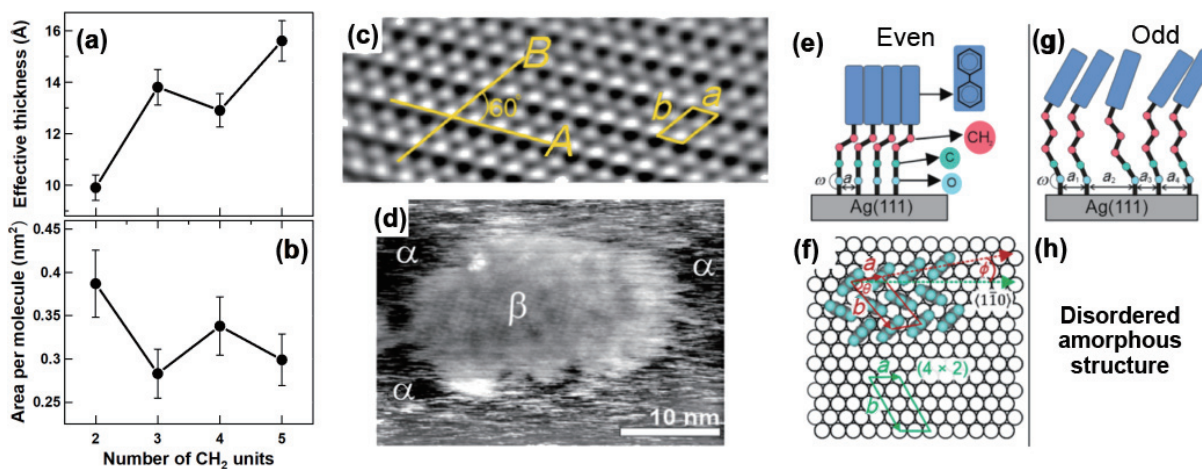 (a)
Effective thickness (Å)
16
14
12
10
(b)
Area per molecule (nm²)
0.45
0.4
0.35
0.3
0.25
2
3
4
5
Number of CH₂ units
(c)
B
60°
A
b
a
(d)
α
α
β
α
10 nm
(e)
Even
CH₂
C
O
ω
a
Ag(111)
(g)
Odd
ω
a₁
a₂
a₃
a₄
Ag(111)
(f)
a
θ
b
ϕ
⟨11̄0⟩
(4 × 2)
a
b
(h)
Disordered
amorphous
structure